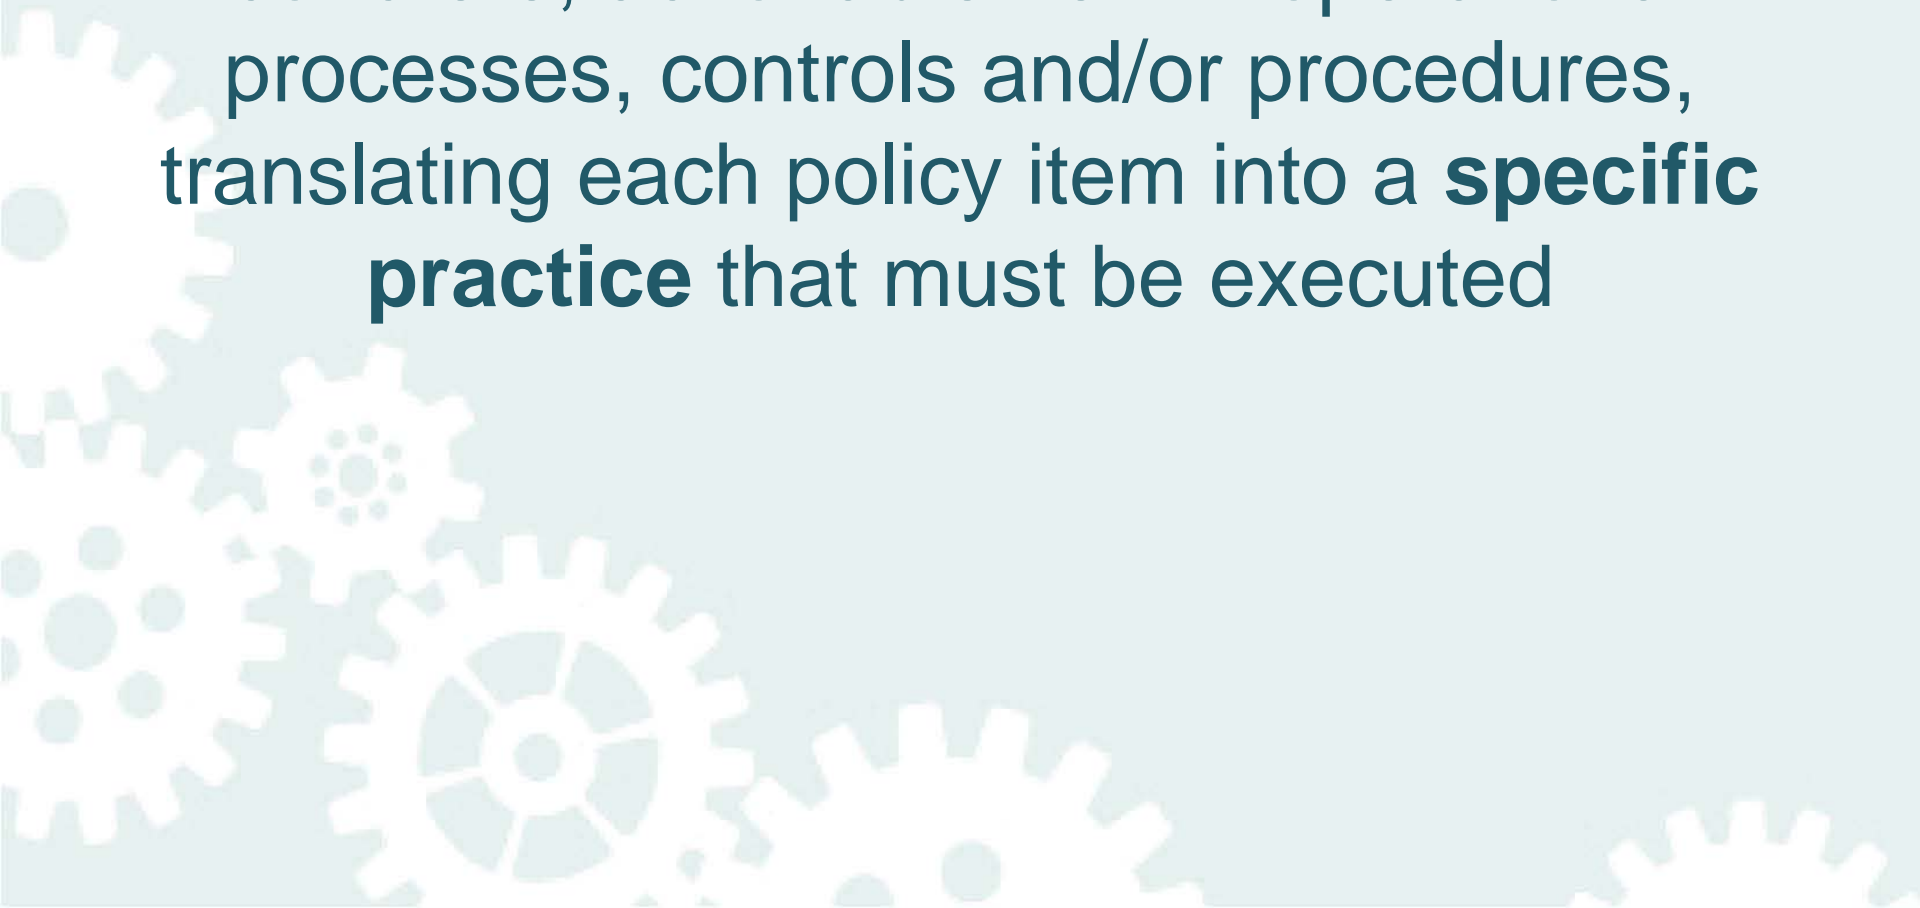 processes, controls and/or procedures,
translating each policy item into a specific
practice that must be executed